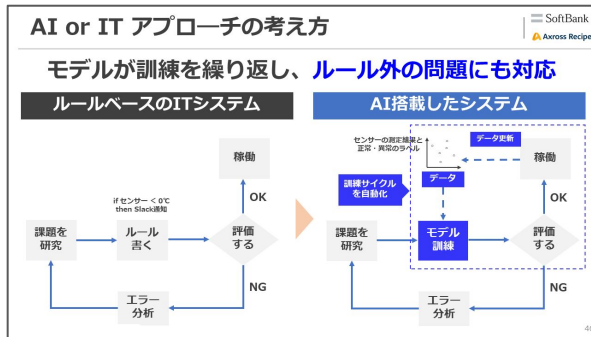 AI or IT アプローチの考え方
SoftBank
Axross Recipe
モデルが訓練を繰り返し、ルール外の問題にも対応
ルールベースのITシステム
AI搭載したシステム
稼働
if センサー < 0℃
then Slack通知
OK
課題を
研究
ルール
書く
評価
する
NG
エラー
分析
センサーの測定結果と
正常・異常のラベル
データ更新
稼働
訓練サイクル
を自動化
データ
OK
課題を
研究
モデル
訓練
評価
する
NG
エラー
分析